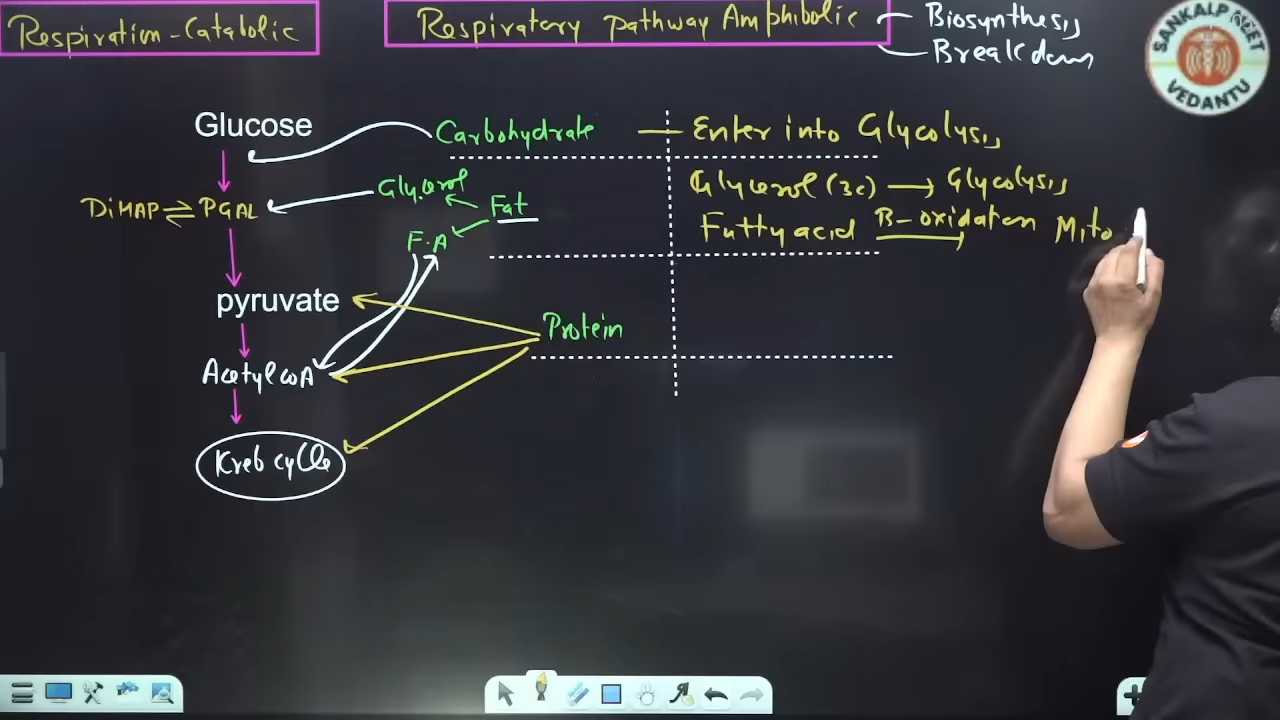 Respiration-Catabolic
Respiratory pathway Amphibolic
Biosynthesis
Breakdown
SANKALP NEET
VEDANTU
Glucose
Carbohydrate — Enter into Glycolysis
DiHAP ⇌ PGAL
Glycerol
Fat
F.A
Glycerol (3c) → Glycolysis
Fatty acid B-oxidation Mito
pyruvate
Protein
Acetyl coA
Kreb cycle